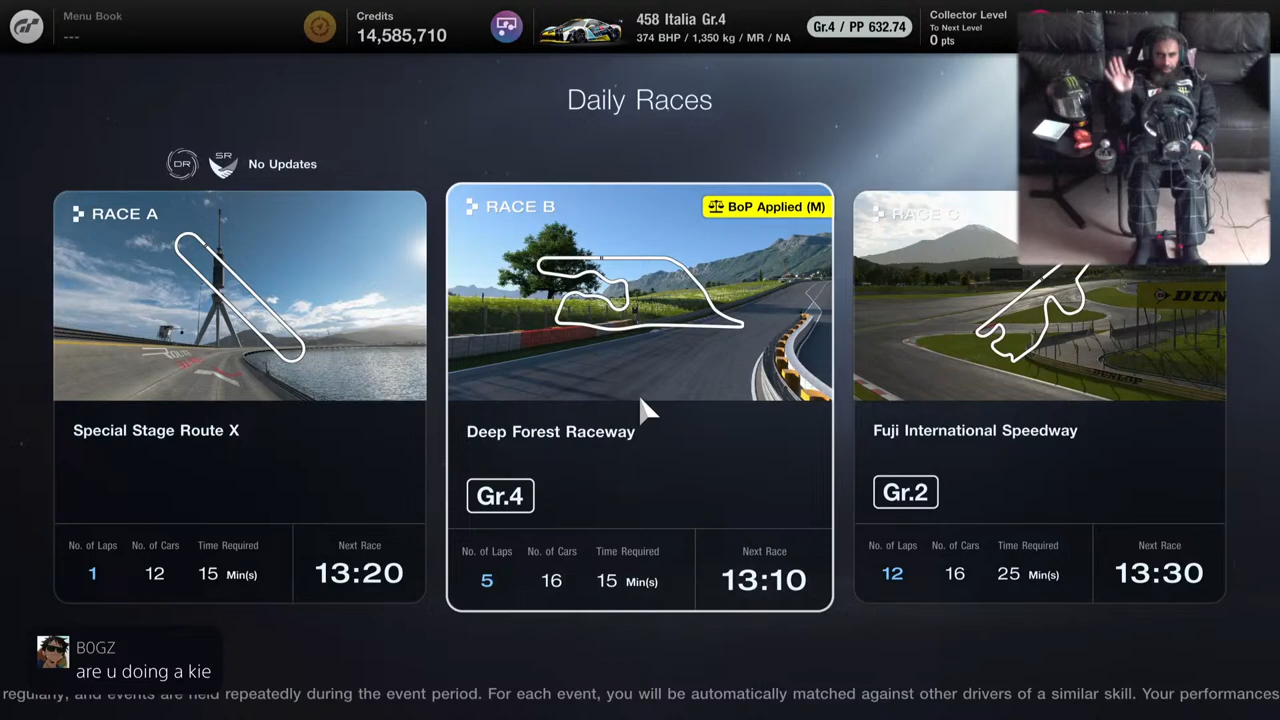 Menu Book
---
Credits
14,585,710
458 Italia Gr.4
374 BHP / 1,350 kg / MR / NA
Gr.4 / PP 632.74
Collector Level
To Next Level
0 pts
Daily Races
DR
SR
No Updates
RACE A
Special Stage Route X
No. of Laps
No. of Cars
Time Required
Next Race
1
12
15 Min(s)
13:20
RACE B
BoP Applied (M)
Deep Forest Raceway
Gr.4
No. of Laps
No. of Cars
Time Required
Next Race
5
16
15 Min(s)
13:10
RACE C
DUN
DUNLOP
Fuji International Speedway
Gr.2
No. of Laps
No. of Cars
Time Required
Next Race
12
16
25 Min(s)
13:30
B0GZ
are u doing a kie
regularly, and events are held repeatedly during the event period. For each event, you will be automatically matched against other drivers of a similar skill. Your performances